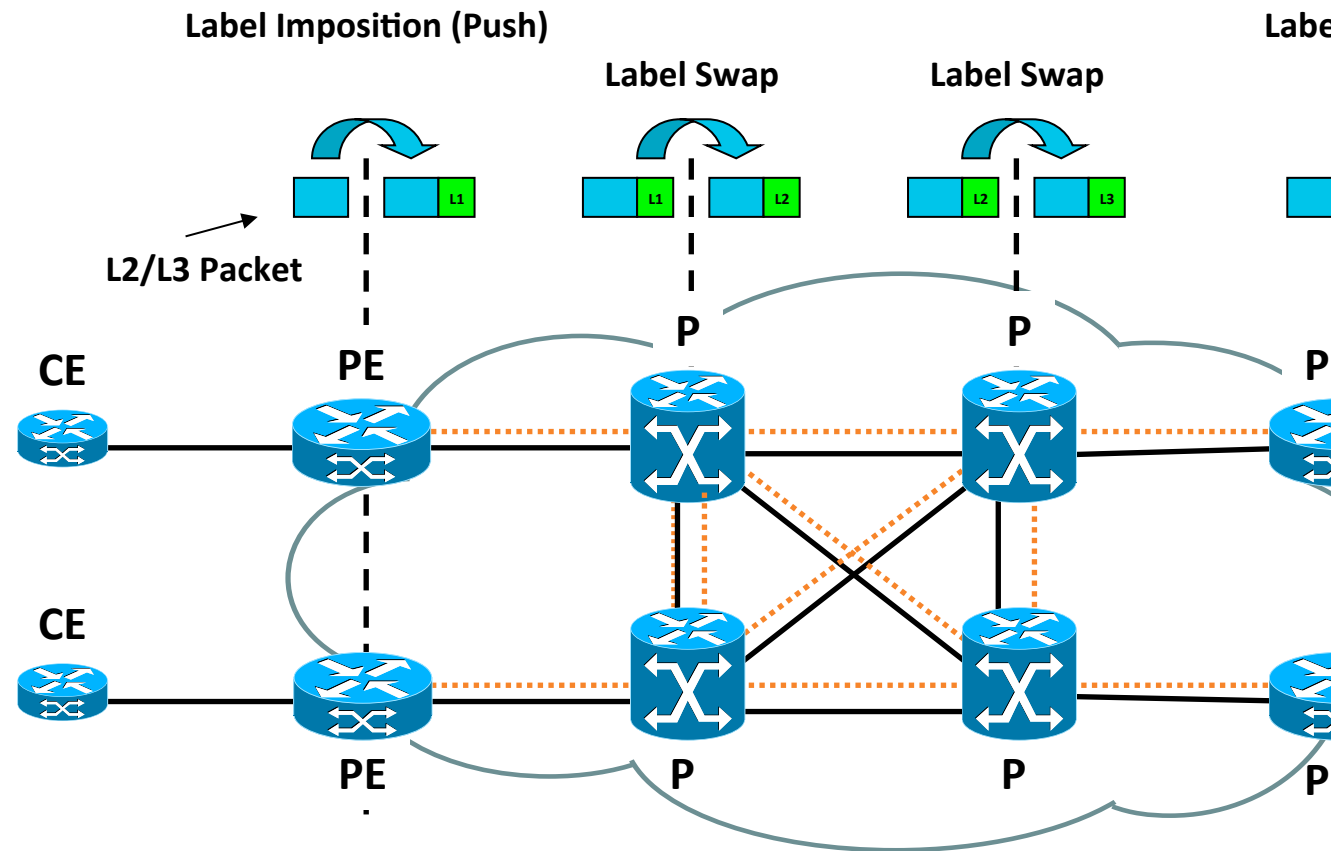 Label Imposition (Push)
Label Swap
Label Swap
L1
L1
L2
L2
L3
L2/L3 Packet
P
P
CE
PE
CE
PE
P
P